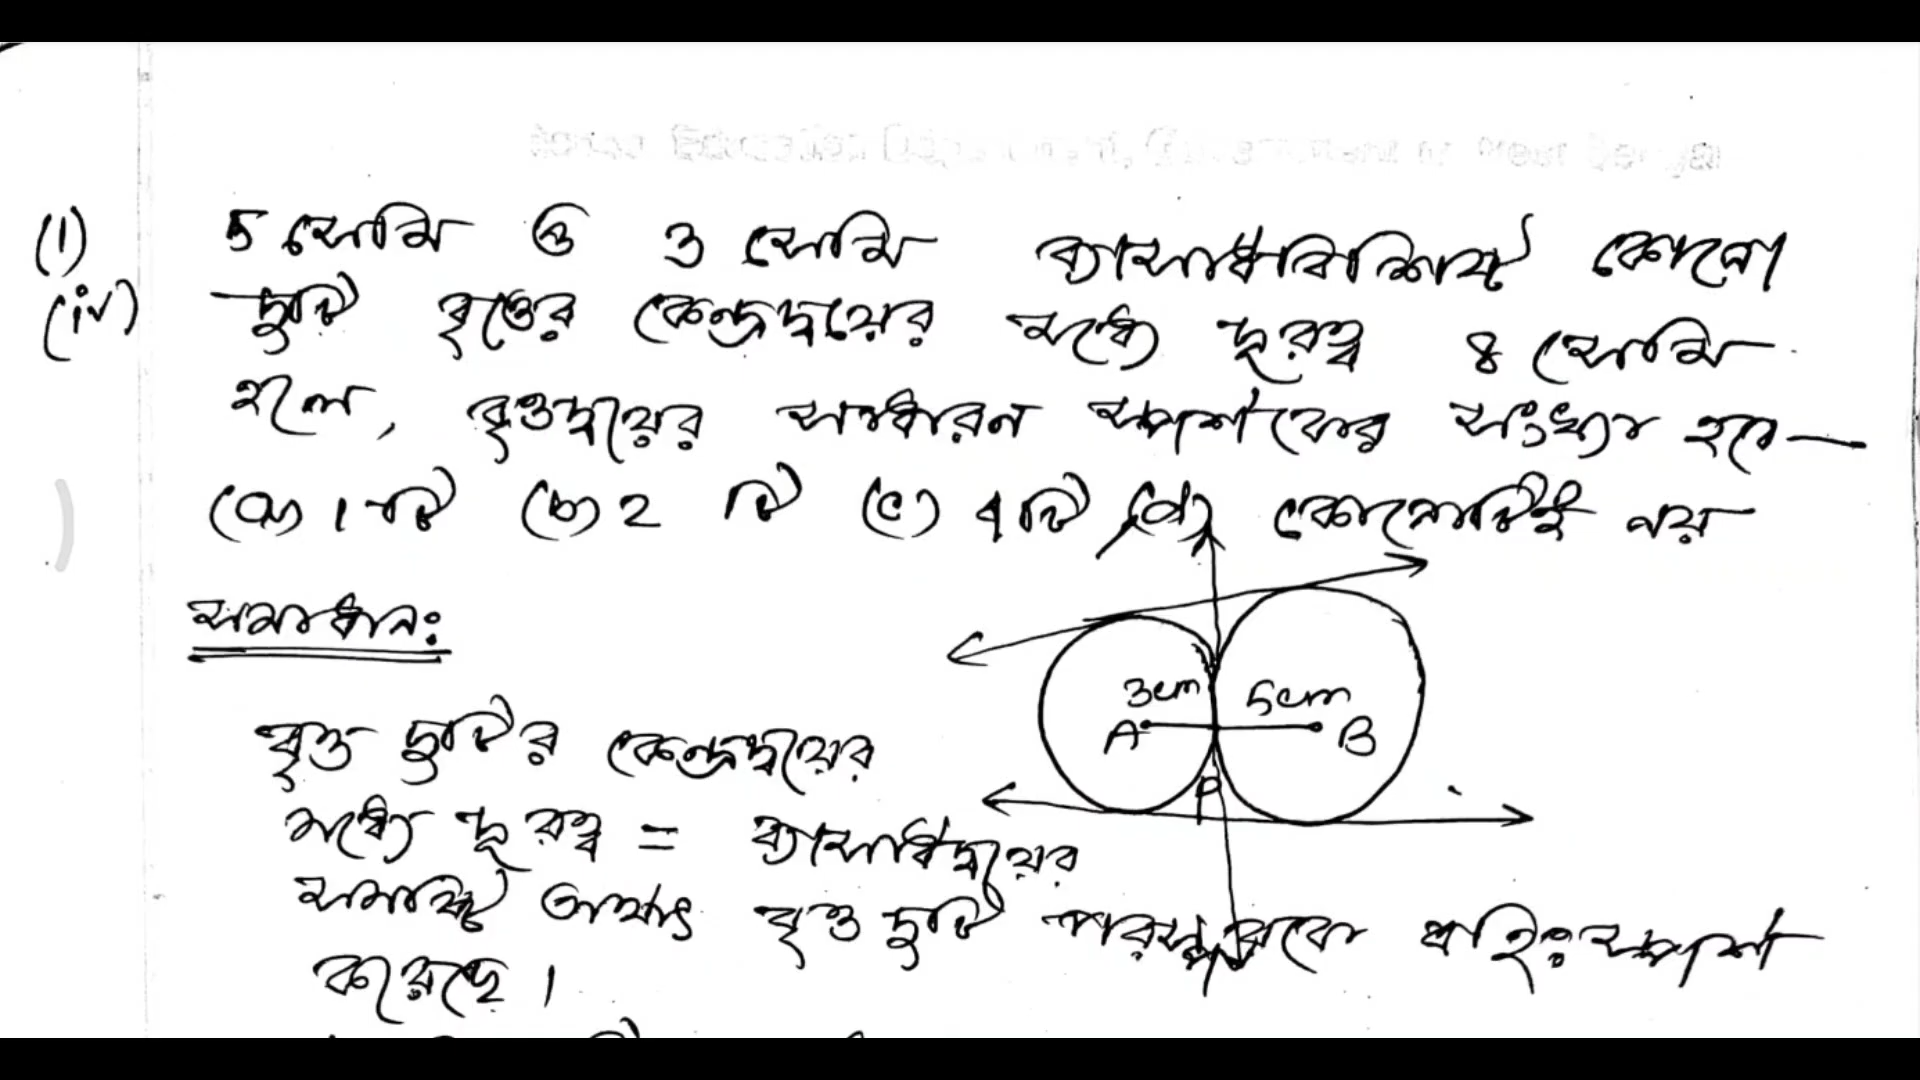 (1) 5 সেমি ও 3 সেমি ব্যাসার্ধবিশিষ্ট কোনো
(iv) দুটি বৃত্তের কেন্দ্রদ্বয়ের মধ্যে দূরত্ব 8 সেমি
হলে, বৃত্তদ্বয়ের সাধারন স্পর্শকের সংখ্যা হবে—
(a) 1 টি (b) 2 টি (c) 4 টি (d) কোনোটিই নয়
সমাধান:
3cm 5cm
A B
P
বৃত্ত দুটির কেন্দ্রদ্বয়ের
মধ্যে দূরত্ব = ব্যাসার্ধদ্বয়ের
সমষ্টি অর্থাৎ বৃত্ত দুটি পরস্পরকে বহিঃস্পর্শ
করেছে।